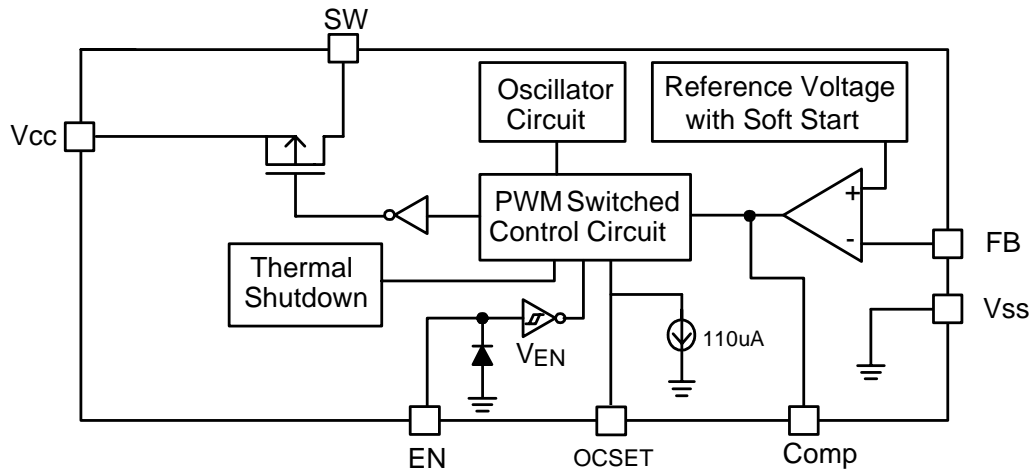 SW
Oscillator
Circuit
Reference Voltage
with Soft Start
Vcc
+
PWM Switched
Control Circuit
-
FB
Thermal
Shutdown
Vss
110uA
VEN
EN
OCSET
Comp